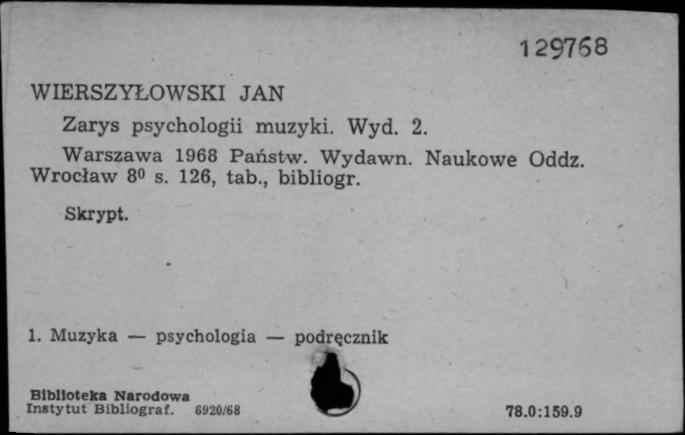 129768
WIERSZYŁOWSKI JAN
Zarys psychologii muzyki. Wyd. 2.
Warszawa 1968 Państw. Wydawn. Naukowe Oddz.
Wrocław 8⁰ s. 126, tab., bibliogr.
Skrypt.
1. Muzyka — psychologia — podręcznik
Biblioteka Narodowa
Instytut Bibliograf. 6920/68
78.0:159.9